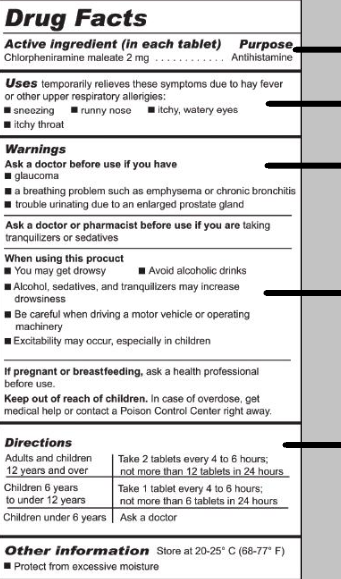 Drug Facts
Active ingredient (in each tablet) Purpose
Chlorpheniramine maleate 2 mg . . . . . . . . . . . . Antihistamine
Uses temporarily relieves these symptoms due to hay fever
or other upper respiratory allerigies:
■ sneezing ■ runny nose ■ itchy, watery eyes
■ itchy throat
Warnings
Ask a doctor before use if you have
■ glaucoma
■ a breathing problem such as emphysema or chronic bronchitis
■ trouble urinating due to an enlarged prostate gland
Ask a doctor or pharmacist before use if you are taking
tranquilizers or sedatives
When using this procuct
■ You may get drowsy ■ Avoid alcoholic drinks
■ Alcohol, sedatives, and tranquilizers may increase
drowsiness
■ Be careful when driving a motor vehicle or operating
machinery
■ Excitability may occur, especially in children
If pregnant or breastfeeding, ask a health professional
before use.
Keep out of reach of children. In case of overdose, get
medical help or contact a Poison Control Center right away.
Directions
Adults and children Take 2 tablets every 4 to 6 hours;
12 years and over not more than 12 tablets in 24 hours
Children 6 years Take 1 tablet every 4 to 6 hours;
to under 12 years not more than 6 tablets in 24 hours
Children under 6 years Ask a doctor
Other information Store at 20-25° C (68-77° F)
■ Protect from excessive moisture